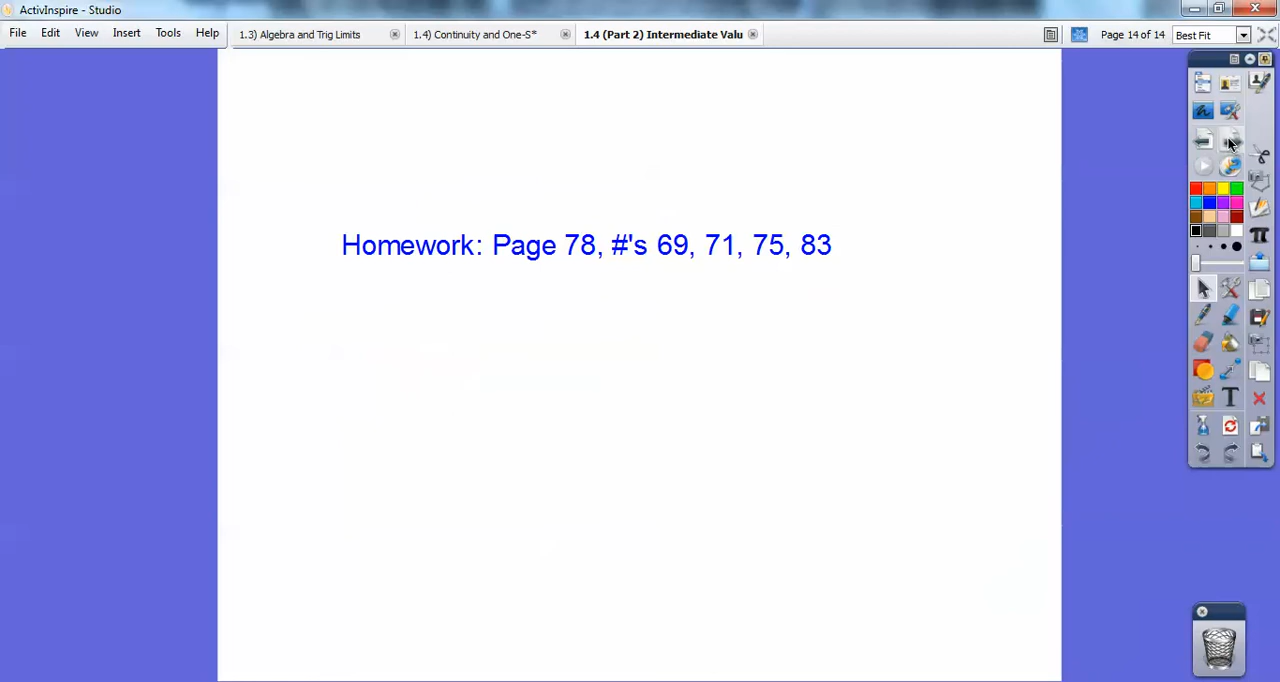 ActivInspire - Studio
File Edit View Insert Tools Help
1.3) Algebra and Trig Limits
1.4) Continuity and One-S*
1.4 (Part 2) Intermediate Valu
Page 14 of 14
Best Fit
Homework: Page 78, #'s 69, 71, 75, 83